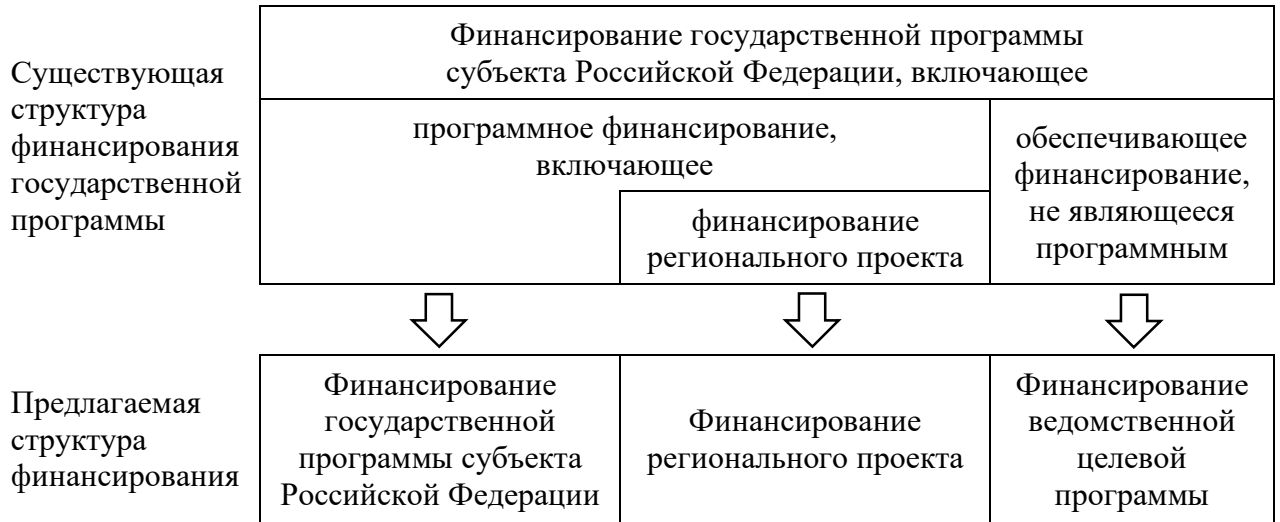 Существующая
структура
финансирования
государственной
программы
Финансирование государственной программы
субъекта Российской Федерации, включающее
программное финансирование,
включающее
финансирование
регионального проекта
обеспечивающее
финансирование,
не являющееся
программным
Предлагаемая
структура
финансирования
Финансирование
государственной
программы субъекта
Российской Федерации
Финансирование
регионального проекта
Финансирование
ведомственной
целевой
программы